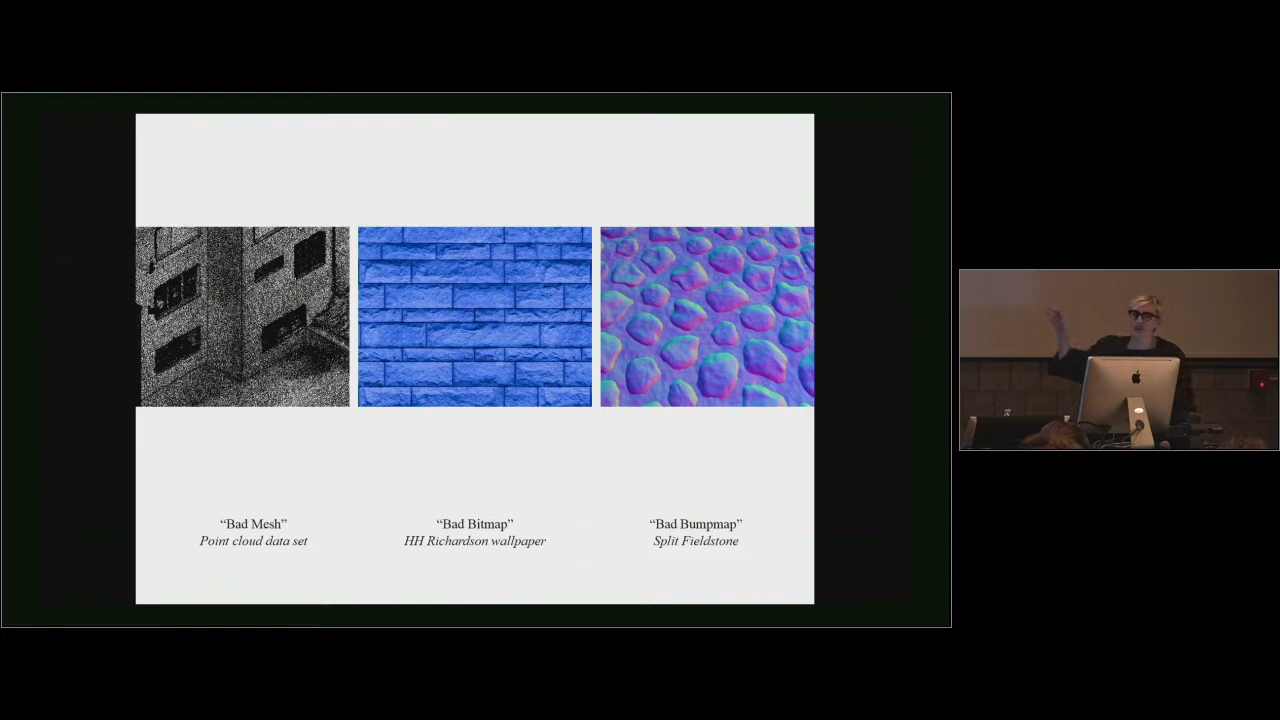 “Bad Mesh”
Point cloud data set
“Bad Bitmap”
HH Richardson wallpaper
“Bad Bumpmap”
Split Fieldstone